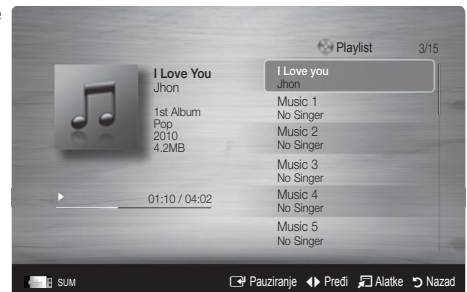 Playlist 3/15
I Love You
Jhon
1st Album
Pop
2010
4.2MB
01:10 / 04:02
I Love you
Jhon
Music 1
No Singer
Music 2
No Singer
Music 3
No Singer
Music 4
No Singer
Music 5
No Singer
SUM
Pauziranje Pređi Alatke Nazad